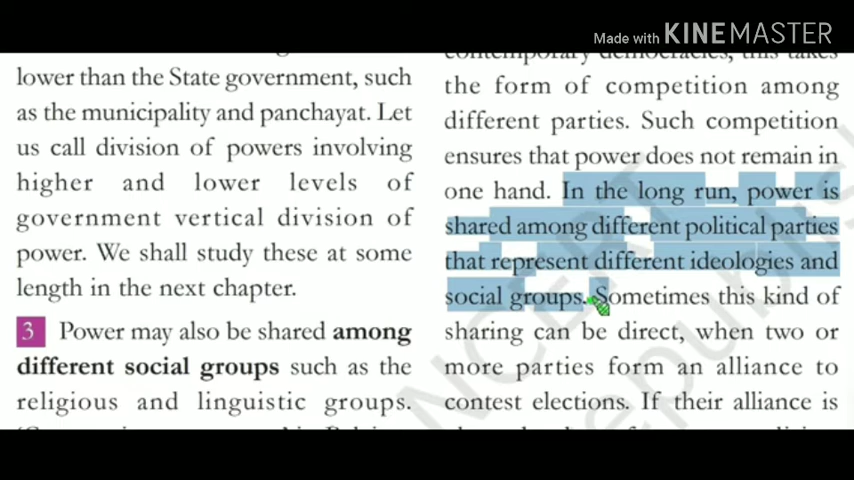 Made with KINEMASTER
lower than the State government, such
as the municipality and panchayat. Let
us call division of powers involving
higher and lower levels of
government vertical division of
power. We shall study these at some
length in the next chapter.
3 Power may also be shared among
different social groups such as the
religious and linguistic groups.
contemporary democracies, this takes
the form of competition among
different parties. Such competition
ensures that power does not remain in
one hand. In the long run, power is
shared among different political parties
that represent different ideologies and
social groups. Sometimes this kind of
sharing can be direct, when two or
more parties form an alliance to
contest elections. If their alliance is
NCERT
republish